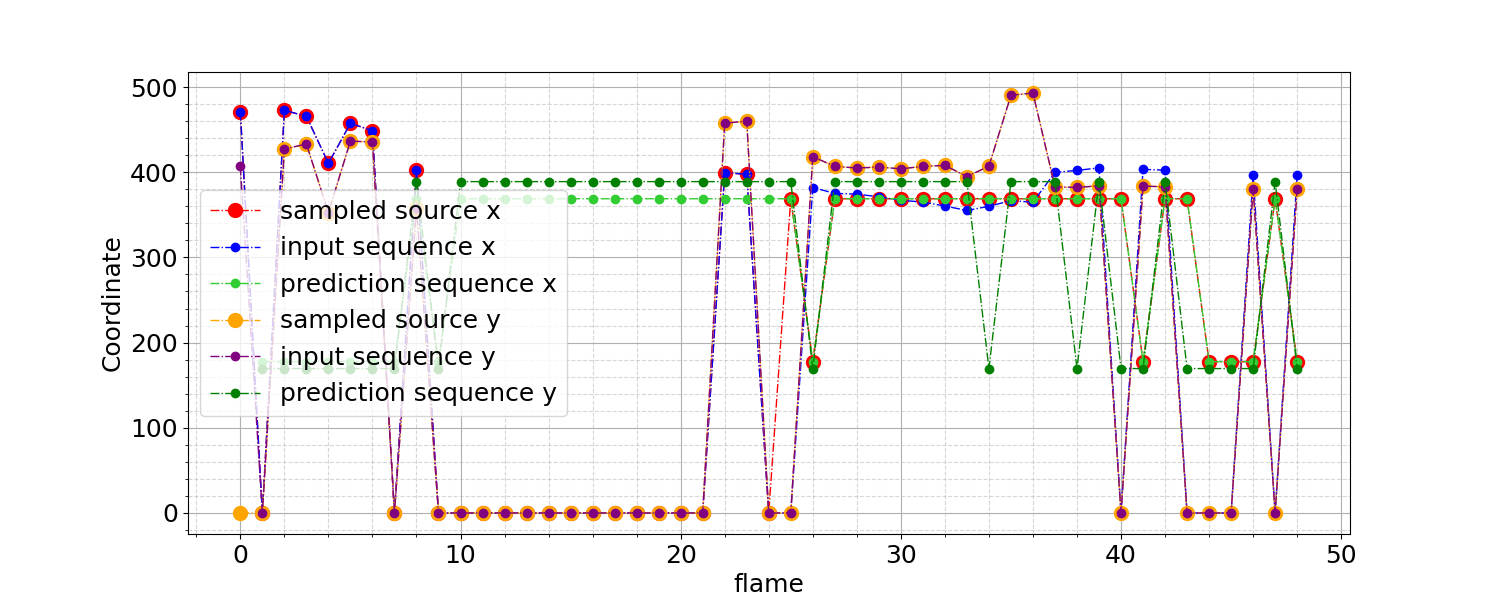 500
400
300
200
100
0
Coordinate
sampled source x
input sequence x
prediction sequence x
sampled source y
input sequence y
prediction sequence y
0 10 20 30 40 50
flame